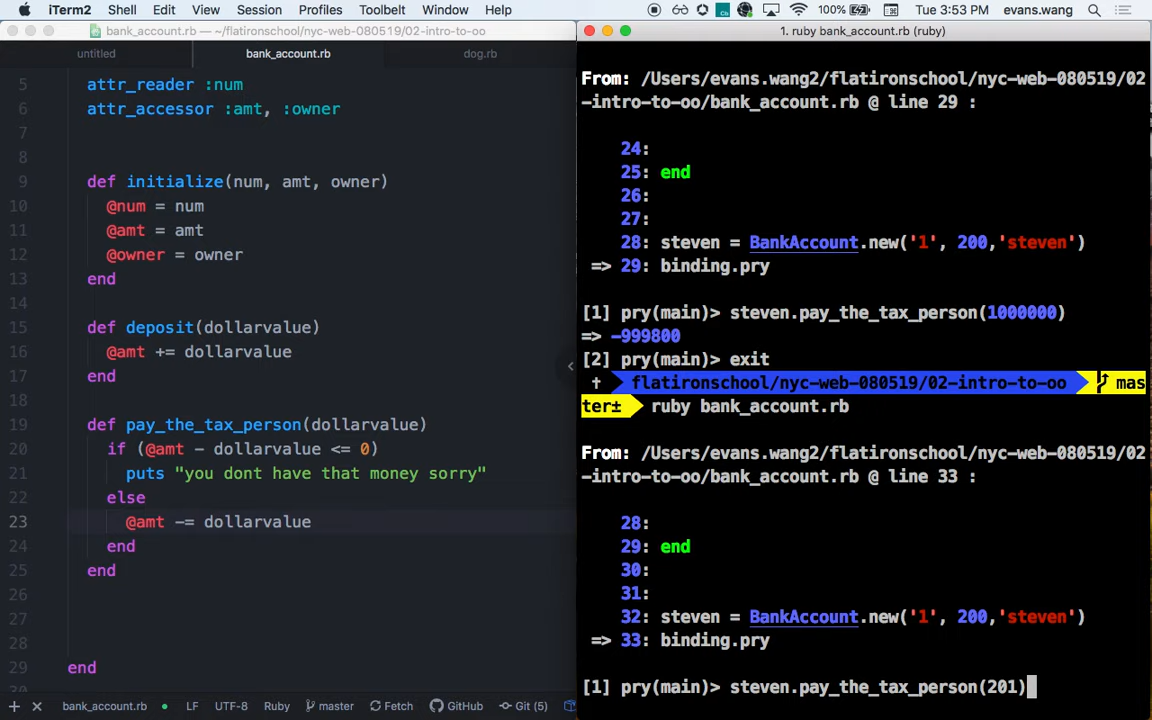 iTerm2 Shell Edit View Session Profiles Toolbelt Window Help 100% Tue 3:53 PM evans.wang
bank_account.rb — ~/flatironschool/nyc-web-080519/02-intro-to-oo
untitled bank_account.rb dog.rb
5 attr_reader :num
6 attr_accessor :amt, :owner
7
8
9 def initialize(num, amt, owner)
10 @num = num
11 @amt = amt
12 @owner = owner
13 end
14
15 def deposit(dollarvalue)
16 @amt += dollarvalue
17 end
18
19 def pay_the_tax_person(dollarvalue)
20 if (@amt - dollarvalue <= 0)
21 puts "you dont have that money sorry"
22 else
23 @amt -= dollarvalue
24 end
25 end
26
27
28
29 end
bank_account.rb LF UTF-8 Ruby master Fetch GitHub Git (5)
1. ruby bank_account.rb (ruby)
From: /Users/evans.wang2/flatironschool/nyc-web-080519/02
-intro-to-oo/bank_account.rb @ line 29 :
24:
25: end
26:
27:
28: steven = BankAccount.new('1', 200,'steven')
=> 29: binding.pry
[1] pry(main)> steven.pay_the_tax_person(1000000)
=> -999800
[2] pry(main)> exit
† flatironschool/nyc-web-080519/02-intro-to-oo mas
ter± ruby bank_account.rb
From: /Users/evans.wang2/flatironschool/nyc-web-080519/02
-intro-to-oo/bank_account.rb @ line 33 :
28:
29: end
30:
31:
32: steven = BankAccount.new('1', 200,'steven')
=> 33: binding.pry
[1] pry(main)> steven.pay_the_tax_person(201)